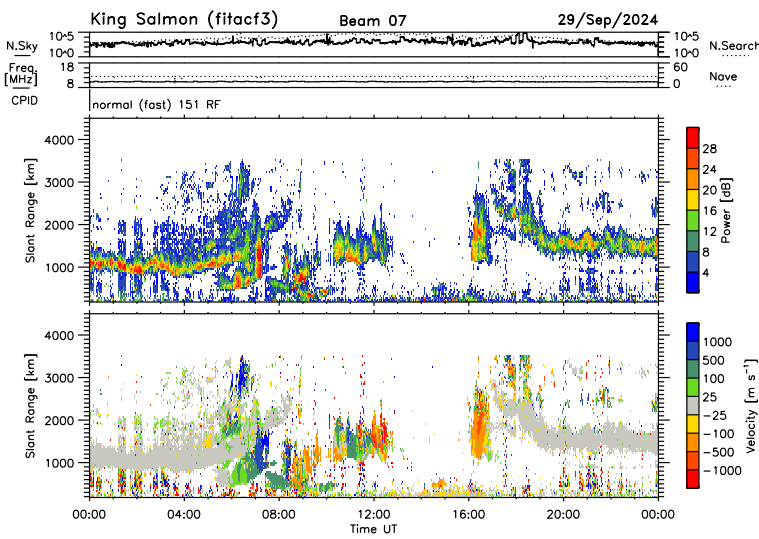 King Salmon (fitacf3) Beam 07 29/Sep/2024
N.Sky 10^5 10^0 10^5 10^0 N.Search
Freq. [MHz] 18 8 60 0 Nave
CPID normal (fast) 151 RF
Slant Range [km]
4000
3000
2000
1000
Power [dB]
28
24
20
16
12
8
4
Slant Range [km]
4000
3000
2000
1000
Velocity [m s⁻¹]
1000
500
100
25
−25
−100
−500
−1000
00:00 04:00 08:00 12:00 16:00 20:00 00:00
Time UT